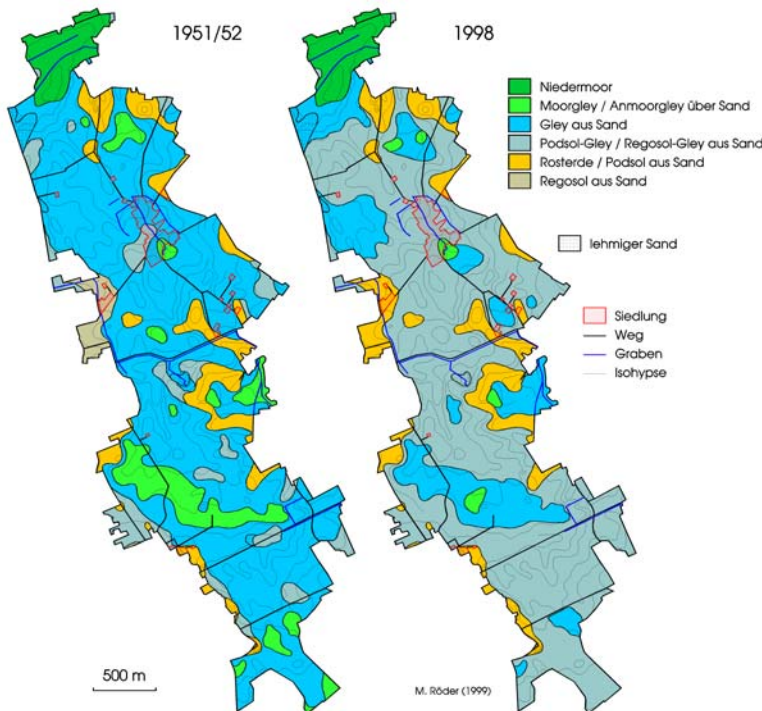 1951/52
1998
Niedermoor
Moorgley / Anmoorgley über Sand
Gley aus Sand
Podsol-Gley / Regosol-Gley aus Sand
Rosterde / Podsol aus Sand
Regosol aus Sand
lehmiger Sand
Siedlung
Weg
Graben
Isohypse
500 m
M. Röder (1999)